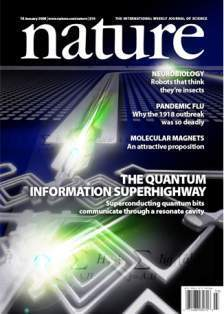 THE INTERNATIONAL WEEKLY JOURNAL OF SCIENCE
nature
NEUROBIOLOGY
Robots that think
they're insects
PANDEMIC FLU
Why the 1918 outbreak
was so deadly
MOLECULAR MAGNETS
An attractive proposition
THE QUANTUM
INFORMATION SUPERHIGHWAY
Superconducting quantum bits
communicate through a resonate cavity